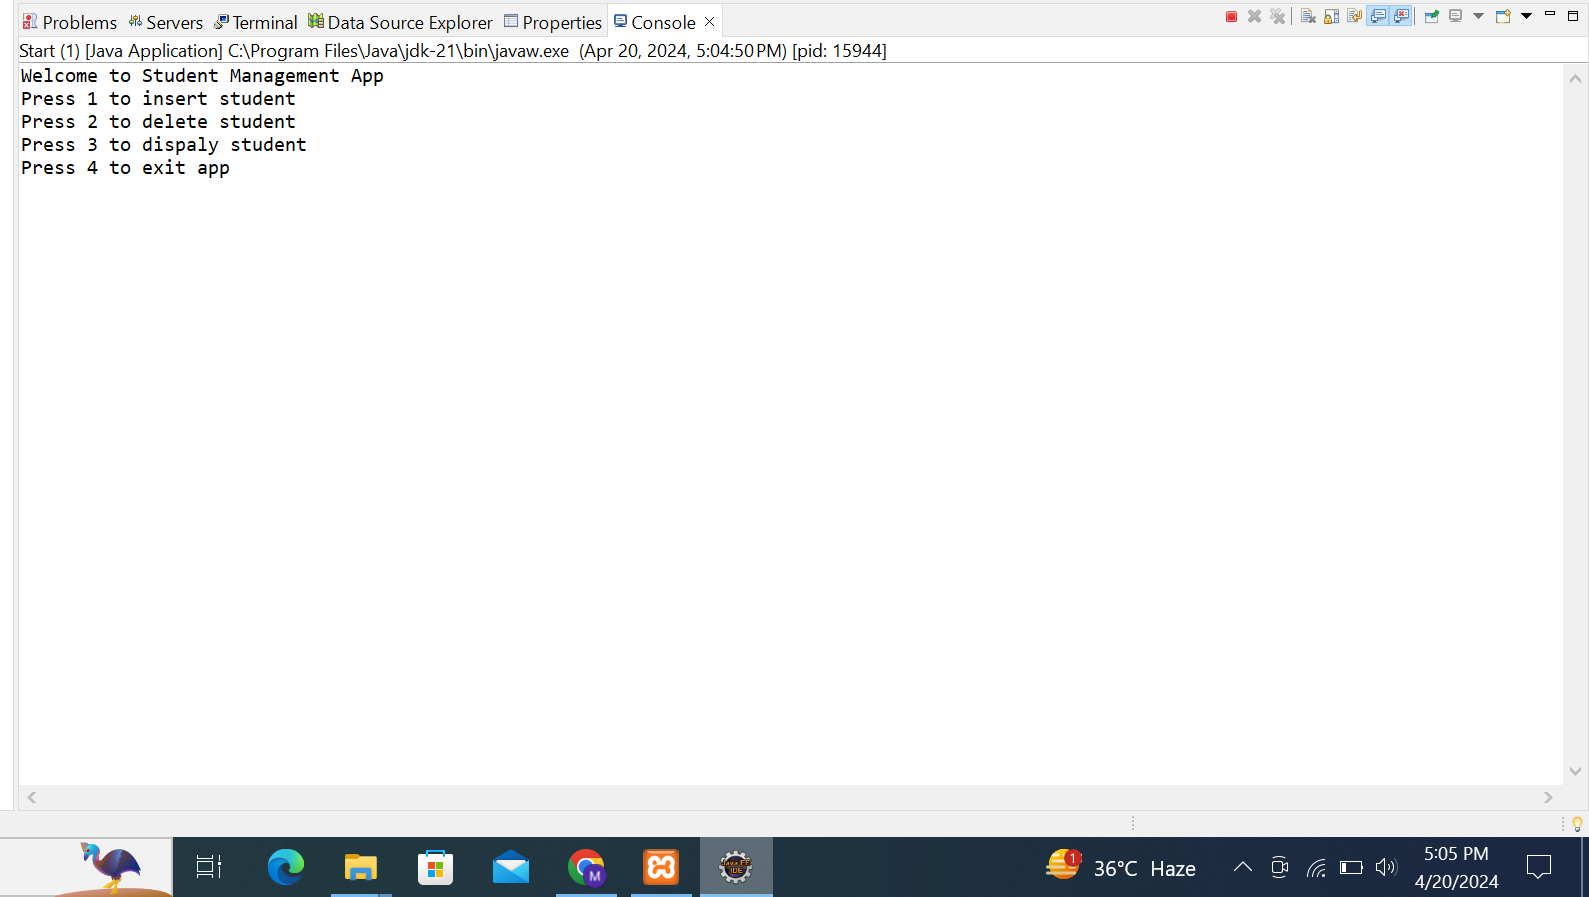 Problems Servers Terminal Data Source Explorer Properties Console
Start (1) [Java Application] C:\Program Files\Java\jdk-21\bin\javaw.exe (Apr 20, 2024, 5:04:50 PM) [pid: 15944]
Welcome to Student Management App
Press 1 to insert student
Press 2 to delete student
Press 3 to dispaly student
Press 4 to exit app
M
Java EE
IDE
1
36°C Haze
5:05 PM
4/20/2024